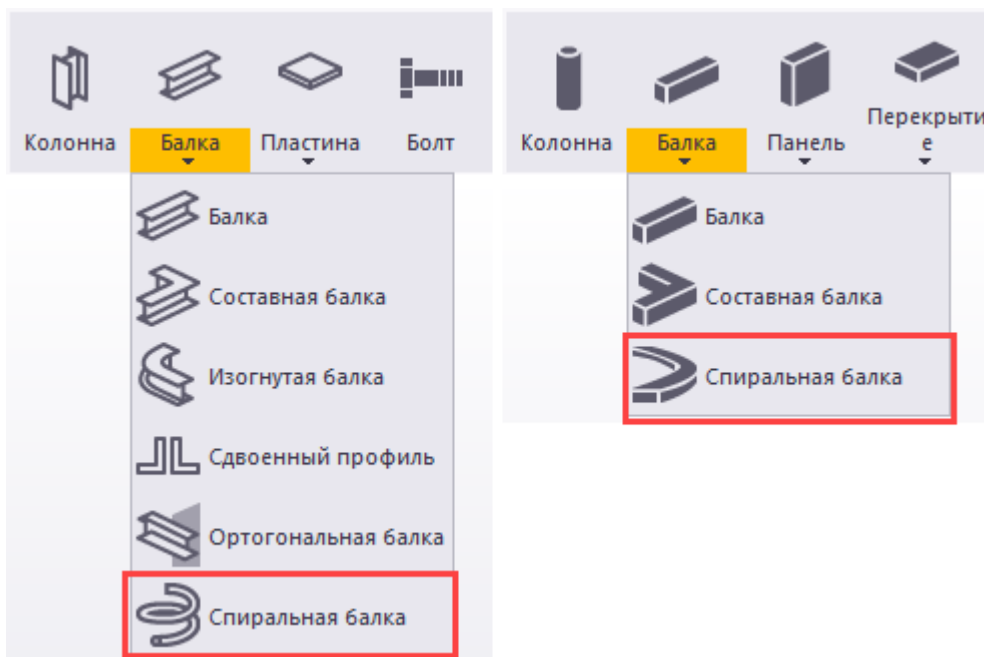 Колонна
Балка
Пластина
Болт
Балка
Составная балка
Изогнутая балка
Сдвоенный профиль
Ортогональная балка
Спиральная балка
Колонна
Балка
Панель
Перекрыти
е
Балка
Составная балка
Спиральная балка